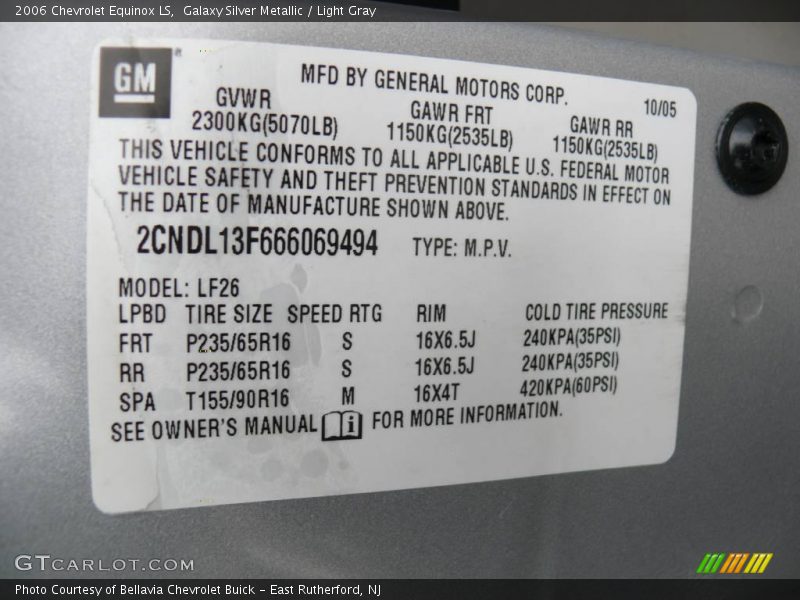 2006 Chevrolet Equinox LS,  Galaxy Silver Metallic / Light Gray
GM
MFD BY GENERAL MOTORS CORP.
10/05
GVWR GAWR FRT GAWR RR
2300KG(5070LB) 1150KG(2535LB) 1150KG(2535LB)
THIS VEHICLE CONFORMS TO ALL APPLICABLE U.S. FEDERAL MOTOR
VEHICLE SAFETY AND THEFT PREVENTION STANDARDS IN EFFECT ON
THE DATE OF MANUFACTURE SHOWN ABOVE.
2CNDL13F666069494 TYPE: M.P.V.
MODEL: LF26
LPBD TIRE SIZE SPEED RTG RIM COLD TIRE PRESSURE
FRT P235/65R16 S 16X6.5J 240KPA(35PSI)
RR P235/65R16 S 16X6.5J 240KPA(35PSI)
SPA T155/90R16 M 16X4T 420KPA(60PSI)
SEE OWNER'S MANUAL i FOR MORE INFORMATION.
GTCARLOT.COM
Photo Courtesy of Bellavia Chevrolet Buick - East Rutherford, NJ